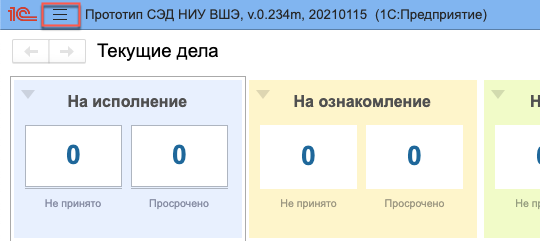 1С Прототип СЭД НИУ ВШЭ, v.0.234m, 20210115 (1С:Предприятие)
Текущие дела
На исполнение На ознакомление Н
0 0 0 0
Не принято Просрочено Не принято Просрочено Не п